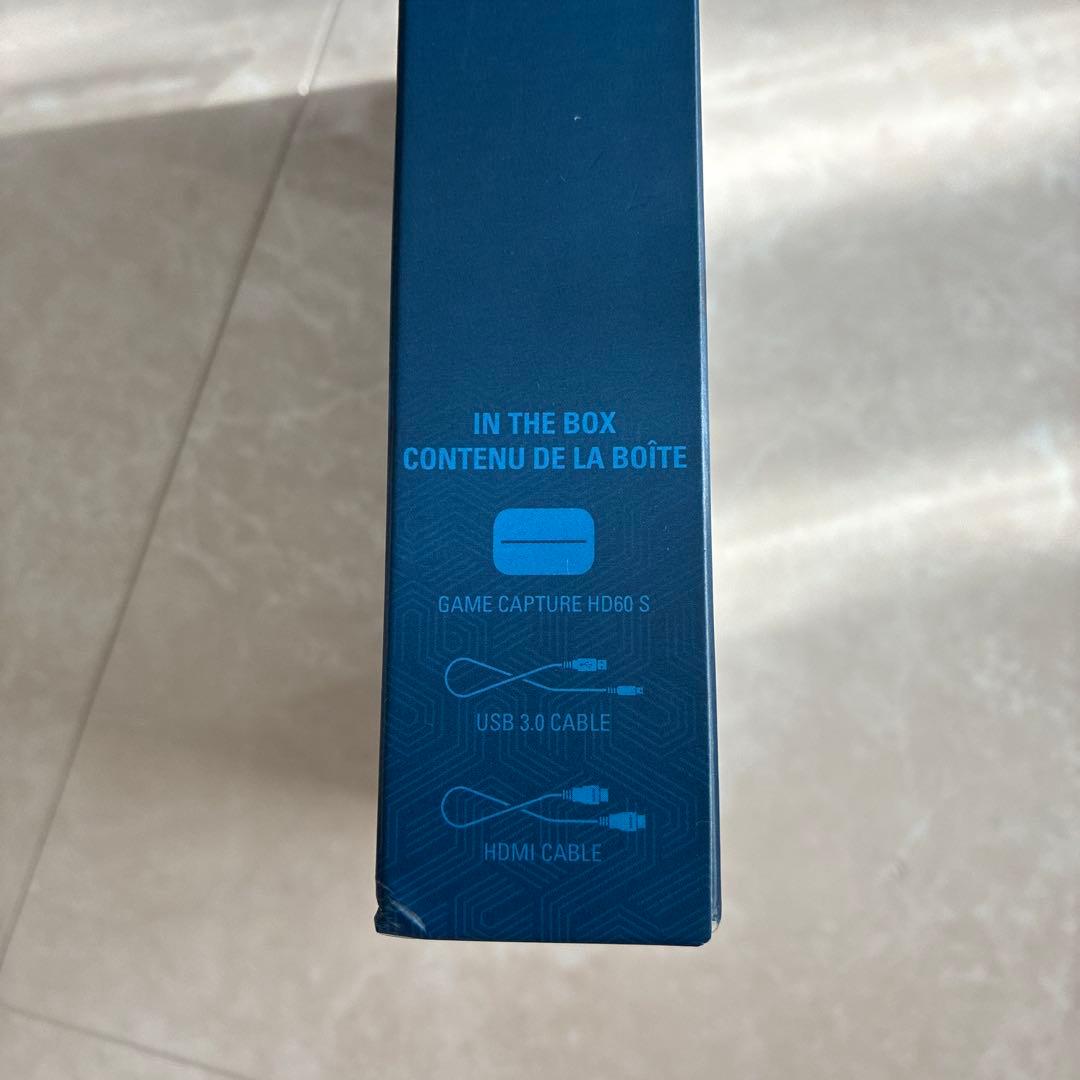 IN THE BOX
CONTENU DE LA BOÎTE
GAME CAPTURE HD60 S
USB 3.0 CABLE
HDMI CABLE